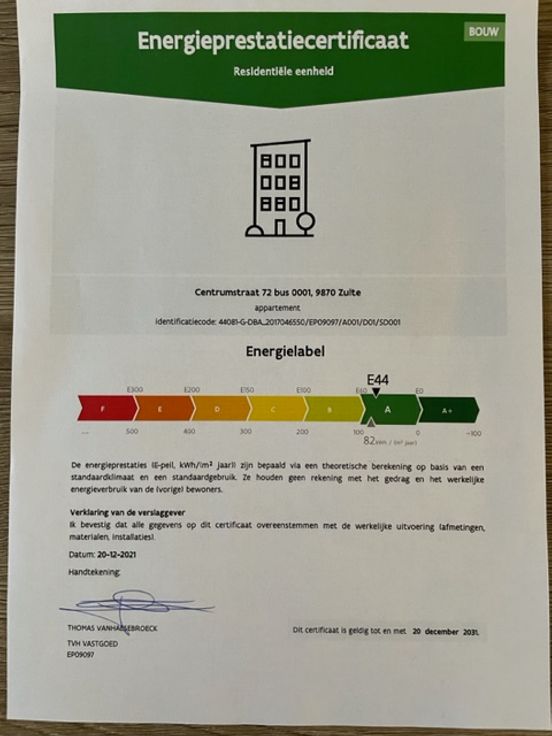 Energieprestatiecertificaat
BOUW
Residentiële eenheid
Centrumstraat 72 bus 0001, 9870 Zulte
appartement
identificatiecode: 44081-G-DBA_2017046550/EP09097/A001/D01/SD001
Energielabel
E44
E300 E200 E150 E100 E60 E0
F E D C B A A+
.... 500 400 300 200 100 0 -100
82 kWh / (m² jaar)
De energieprestaties (E-peil, kWh/(m² jaar)) zijn bepaald via een theoretische berekening op basis van een
standaardklimaat en een standaardgebruik. Ze houden geen rekening met het gedrag en het werkelijke
energieverbruik van de (vorige) bewoners.
Verklaring van de verslaggever
Ik bevestig dat alle gegevens op dit certificaat overeenstemmen met de werkelijke uitvoering (afmetingen,
materialen, installaties).
Datum: 20-12-2021
Handtekening:
THOMAS VANHAESEBROECK
Dit certificaat is geldig tot en met 20 december 2031.
TVH VASTGOED
EP09097